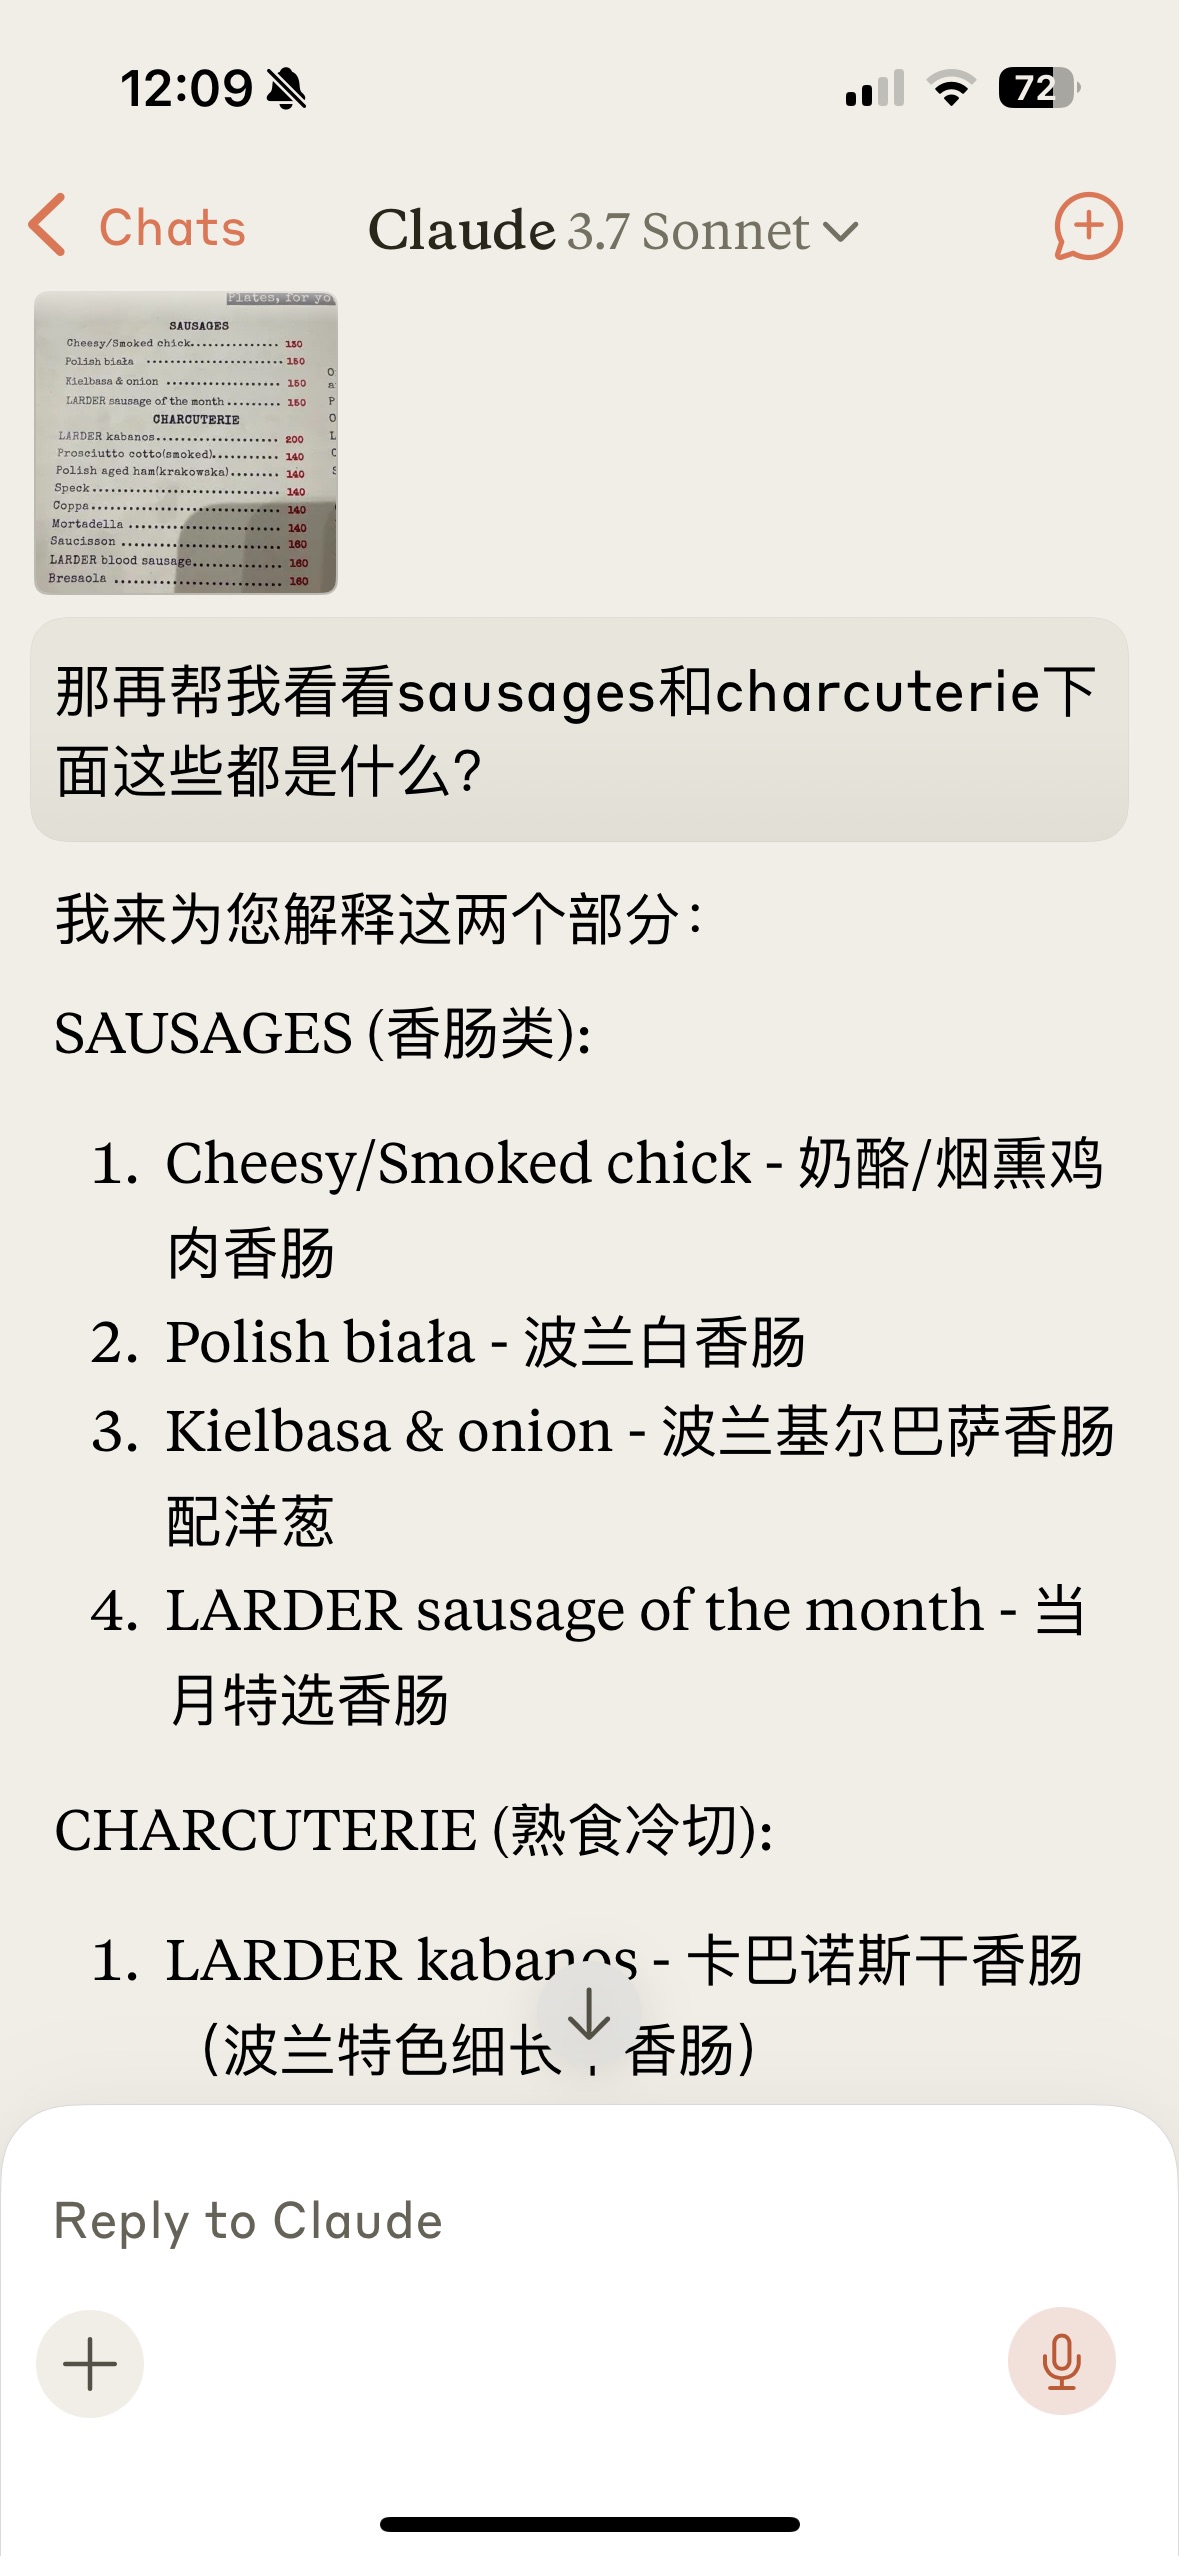 12:09
72
Chats
Claude 3.7 Sonnet
Plates, for yo
SAUSAGES
Cheesy/Smoked chick 130
Polish biała 150
Kielbasa & onion 150
LARDER sausage of the month 150
CHARCUTERIE
LARDER kabanos 200
Prosciutto cotto(smoked) 140
Polish aged ham(krakowska) 140
Speck 140
Coppa 140
Mortadella 140
Saucisson 160
LARDER blood sausage 160
Bresaola 160
那再帮我看看sausages和charcuterie下
面这些都是什么?
我来为您解释这两个部分：
SAUSAGES (香肠类):
1. Cheesy/Smoked chick - 奶酪/烟熏鸡
肉香肠
2. Polish biała - 波兰白香肠
3. Kielbasa & onion - 波兰基尔巴萨香肠
配洋葱
4. LARDER sausage of the month - 当
月特选香肠
CHARCUTERIE (熟食冷切):
1. LARDER kabanos - 卡巴诺斯干香肠
（波兰特色细长 香肠）
Reply to Claude